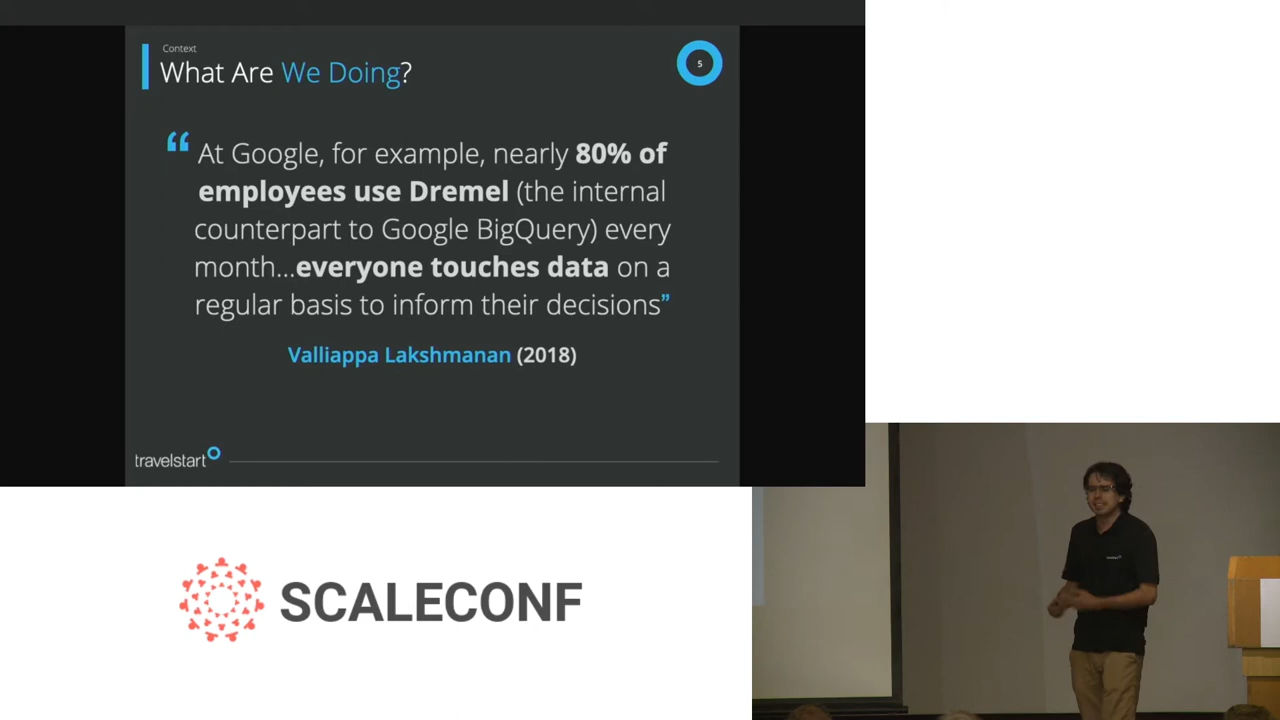 Context
What Are We Doing?
5
“ At Google, for example, nearly 80% of
employees use Dremel (the internal
counterpart to Google BigQuery) every
month...everyone touches data on a
regular basis to inform their decisions”
Valliappa Lakshmanan (2018)
travelstart
SCALECONF